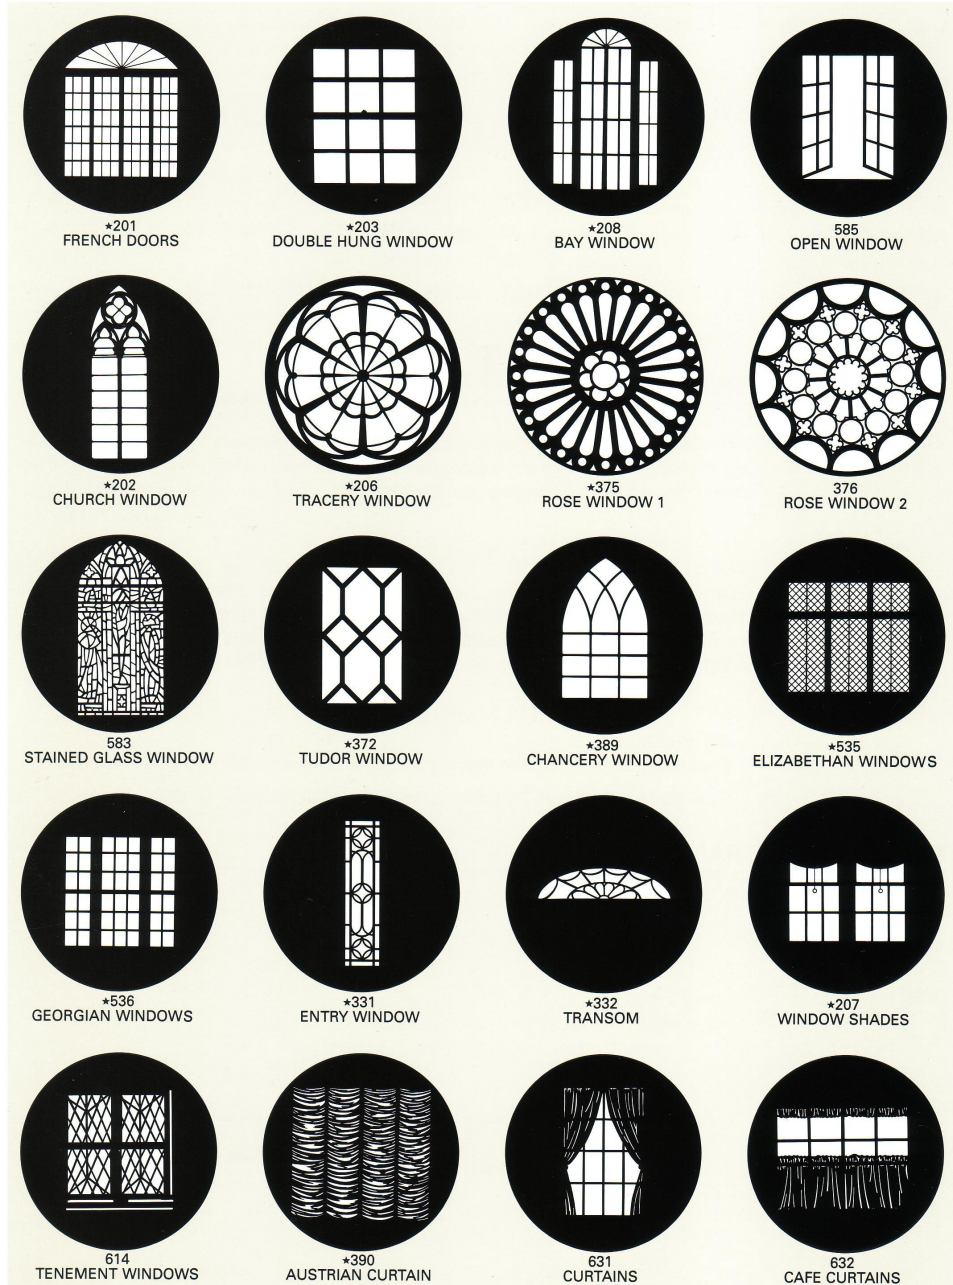 ★201
FRENCH DOORS
★203
DOUBLE HUNG WINDOW
★208
BAY WINDOW
585
OPEN WINDOW
★202
CHURCH WINDOW
★206
TRACERY WINDOW
★375
ROSE WINDOW 1
376
ROSE WINDOW 2
583
STAINED GLASS WINDOW
★372
TUDOR WINDOW
★389
CHANCERY WINDOW
★535
ELIZABETHAN WINDOWS
★536
GEORGIAN WINDOWS
★331
ENTRY WINDOW
★332
TRANSOM
★207
WINDOW SHADES
614
TENEMENT WINDOWS
★390
AUSTRIAN CURTAIN
631
CURTAINS
632
CAFE CURTAINS